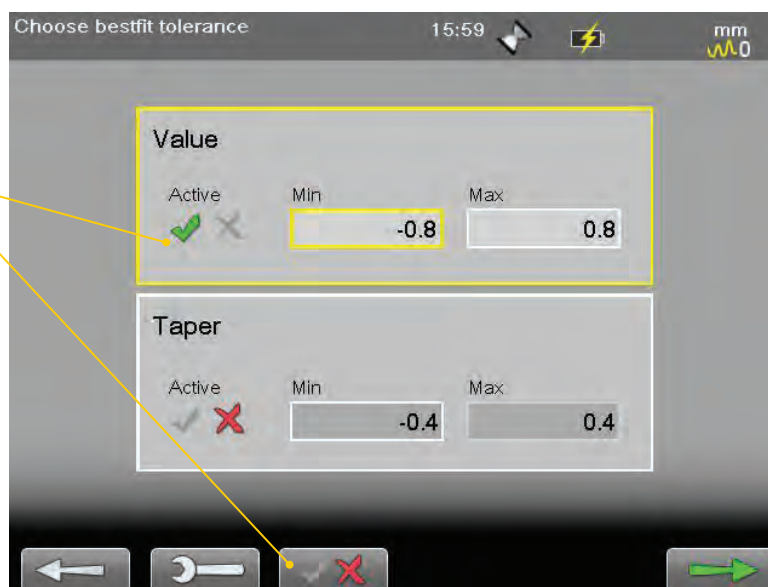 Choose bestfit tolerance 15:59 mm
0
Value
Active Min Max
-0.8 0.8
Taper
Active Min Max
-0.4 0.4